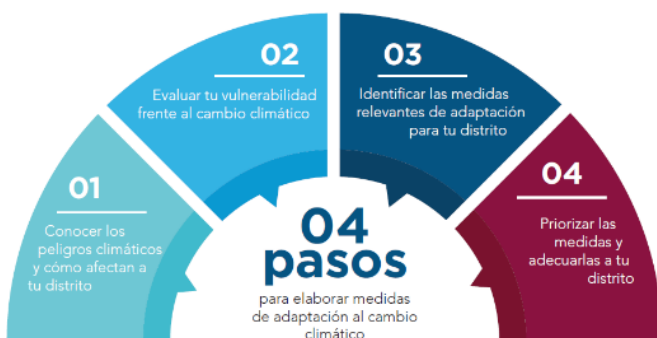 01
Conocer los
peligros climáticos
y cómo afectan a
tu distrito
02
Evaluar tu vulnerabilidad
frente al cambio climático
03
Identificar las medidas
relevantes de adaptación
para tu distrito
04
Priorizar las
medidas y
adecuarlas a tu
distrito
04
pasos
para elaborar medidas
de adaptación al cambio
climático